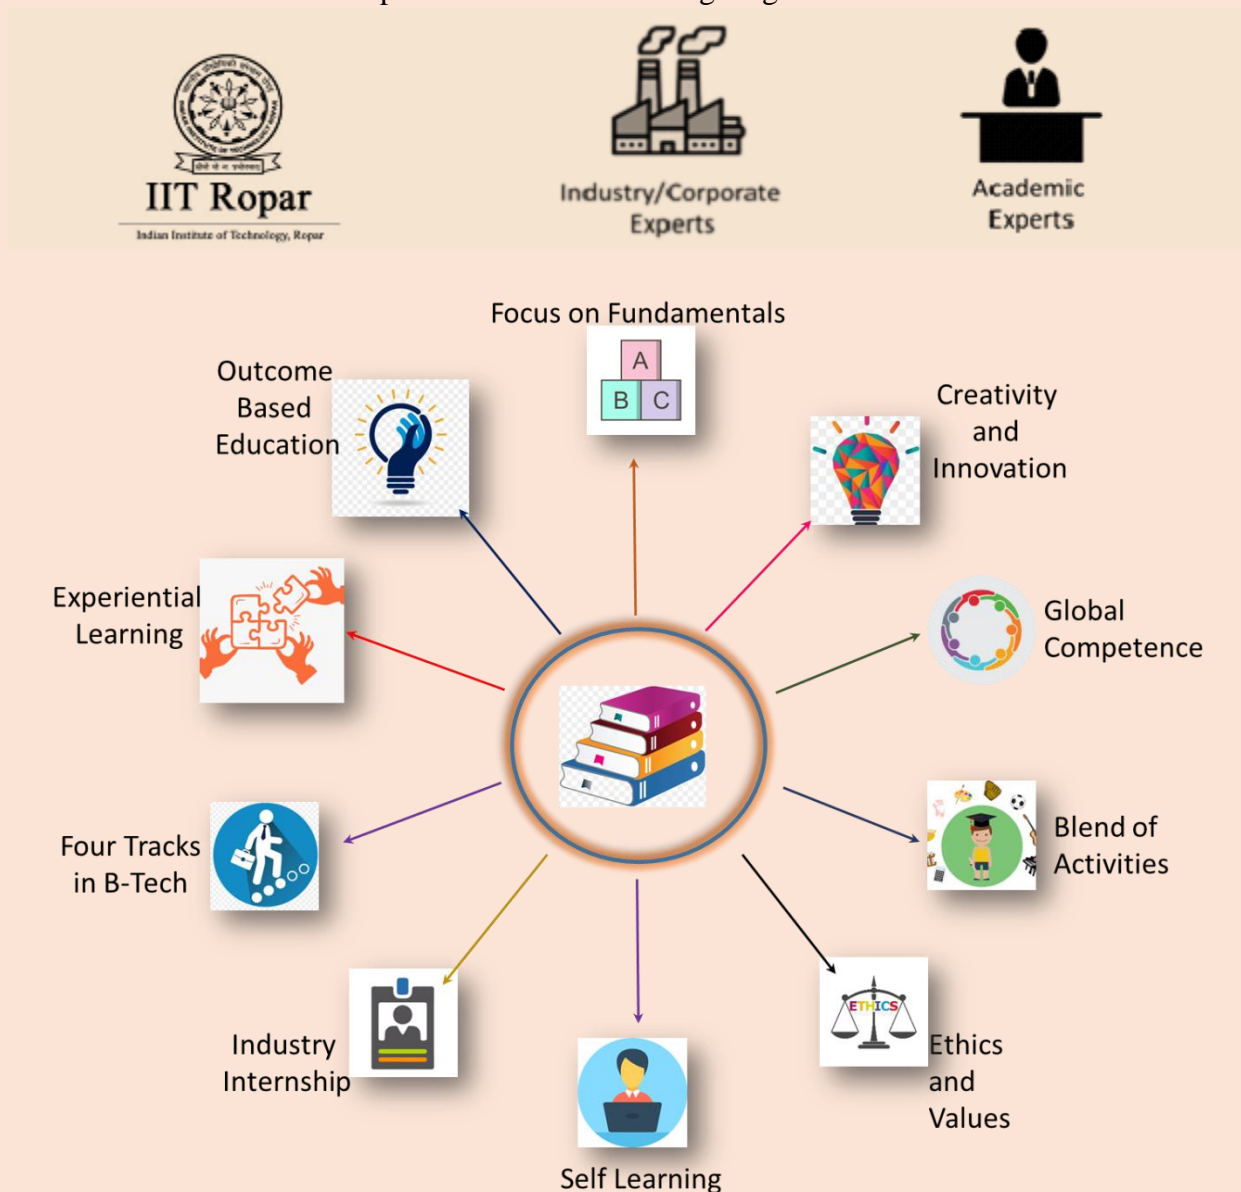 IIT Ropar
Indian Institute of Technology, Ropar
Industry/Corporate
Experts
Academic
Experts
Focus on Fundamentals
A
B C
Outcome
Based
Education
Creativity
and
Innovation
Experiential
Learning
Global
Competence
Four Tracks
in B-Tech
Blend of
Activities
Industry
Internship
ETHICS
Ethics
and
Values
Self Learning